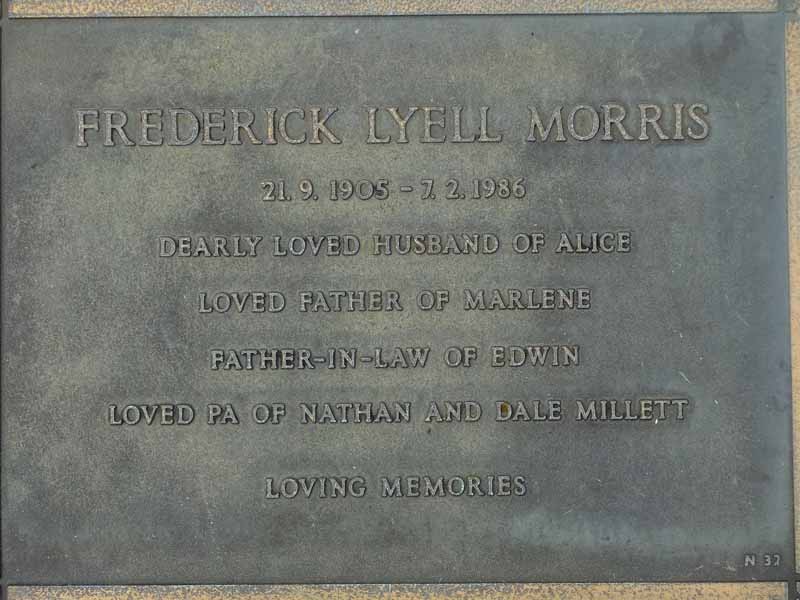 FREDERICK LYELL MORRIS
21. 9. 1905 - 7. 2. 1986
DEARLY LOVED HUSBAND OF ALICE
LOVED FATHER OF MARLENE
FATHER-IN-LAW OF EDWIN
LOVED PA OF NATHAN AND DALE MILLETT
LOVING MEMORIES
N 32